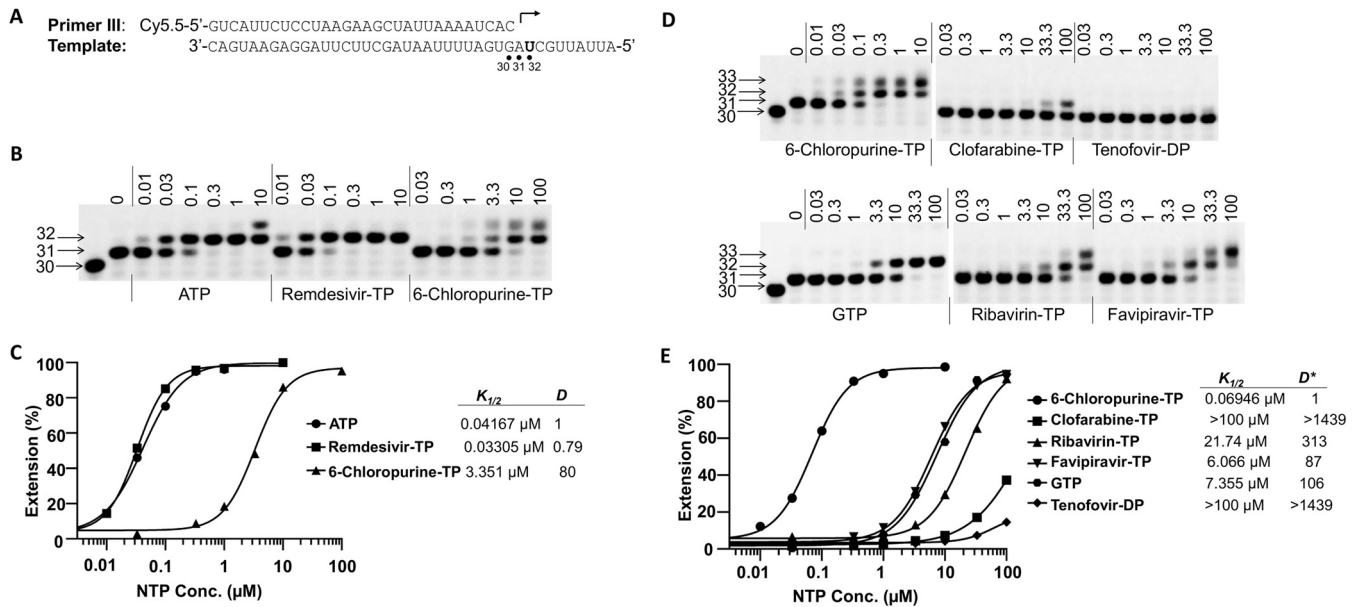 A
Primer III: Cy5.5-5'-GUCAUUCUCCUAAGAAGCUAUUAAAAUCAC
Template: 3'-CAGUAAGAGGAUUCUUCGAUAAUUUUAGUGAUCGUUAUUA-5'
30 31 32
B
0 0.01 0.03 0.1 0.3 1 10 0.01 0.03 0.1 0.3 1 10 0.03 0.3 1 3.3 10 100
32
31
30
ATP Remdesivir-TP 6-Chloropurine-TP
C
Extension (%)
100
80
60
40
20
0
0.01 0.1 1 10 100
NTP Conc. (µM)
K1/2 D
ATP 0.04167 µM 1
Remdesivir-TP 0.03305 µM 0.79
6-Chloropurine-TP 3.351 µM 80
D
0 0.01 0.03 0.1 0.3 1 10 0.03 0.3 1 3.3 10 33.3 100 0.03 0.3 1 3.3 10 33.3 100
33
32
31
30
6-Chloropurine-TP Clofarabine-TP Tenofovir-DP
0 0.03 0.3 1 3.3 10 33.3 100 0.03 0.3 1 3.3 10 33.3 100 0.03 0.3 1 3.3 10 33.3 100
33
32
31
30
GTP Ribavirin-TP Favipiravir-TP
E
Extension (%)
100
80
60
40
20
0
0.01 0.1 1 10 100
NTP Conc. (µM)
K1/2 D*
6-Chloropurine-TP 0.06946 µM 1
Clofarabine-TP >100 µM >1439
Ribavirin-TP 21.74 µM 313
Favipiravir-TP 6.066 µM 87
GTP 7.355 µM 106
Tenofovir-DP >100 µM >1439